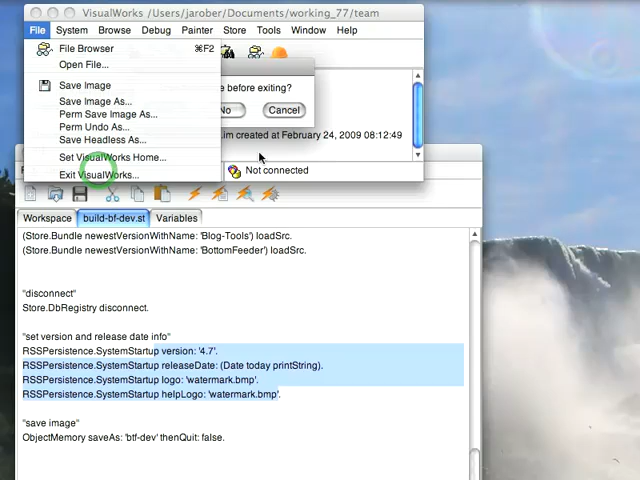 VisualWorks /Users/jarober/Documents/working_77/team
File System Browse Debug Painter Store Tools Window Help
File Browser ⌘F2
Open File...
Save Image
Save Image As...
Perm Save Image As...
Perm Undo As...
Save Headless As...
Set VisualWorks Home...
Exit VisualWorks...
e before exiting?
No Cancel
.im created at February 24, 2009 08:12:49
Not connected
Workspace build-bf-dev.st Variables
(Store.Bundle newestVersionWithName: 'Blog-Tools') loadSrc.
(Store.Bundle newestVersionWithName: 'BottomFeeder') loadSrc.
"disconnect"
Store.DbRegistry disconnect.
"set version and release date info"
RSSPersistence.SystemStartup version: '4.7'.
RSSPersistence.SystemStartup releaseDate: (Date today printString).
RSSPersistence.SystemStartup logo: 'watermark.bmp'.
RSSPersistence.SystemStartup helpLogo: 'watermark.bmp'.
"save image"
ObjectMemory saveAs: 'btf-dev' thenQuit: false.